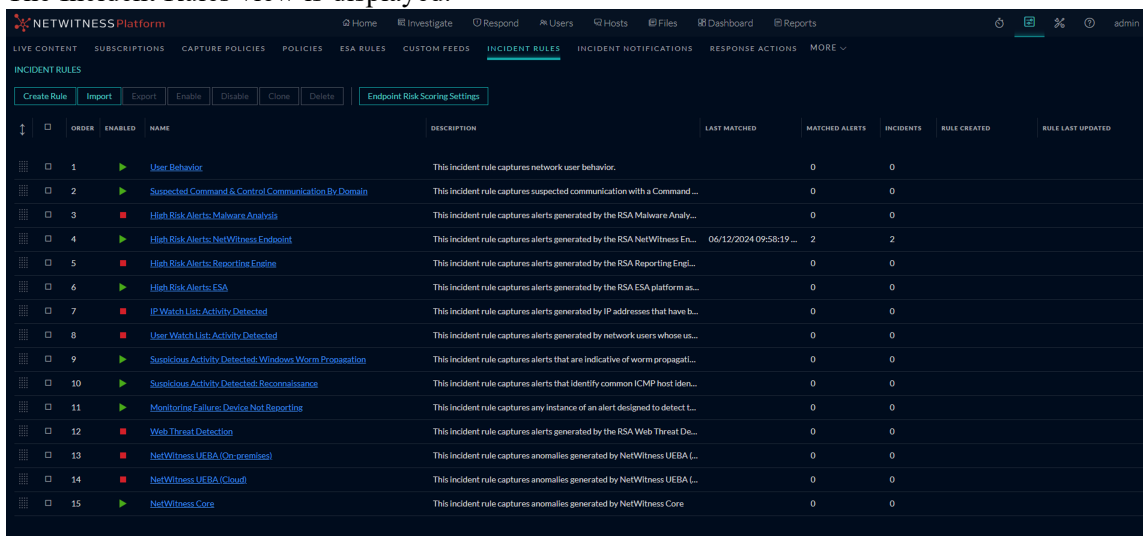 The Incident Rules view is displayed.
NETWITNESS Platform Home Investigate Respond Users Hosts Files Dashboard Reports admin
LIVE CONTENT SUBSCRIPTIONS CAPTURE POLICIES POLICIES ESA RULES CUSTOM FEEDS INCIDENT RULES INCIDENT NOTIFICATIONS RESPONSE ACTIONS MORE
INCIDENT RULES
Create Rule Import Export Enable Disable Clone Delete Endpoint Risk Scoring Settings
ORDER ENABLED NAME DESCRIPTION LAST MATCHED MATCHED ALERTS INCIDENTS RULE CREATED RULE LAST UPDATED
1 User Behavior This incident rule captures network user behavior. 0 0
2 Suspected Command & Control Communication By Domain This incident rule captures suspected communication with a Command ... 0 0
3 High Risk Alerts: Malware Analysis This incident rule captures alerts generated by the RSA Malware Analy... 0 0
4 High Risk Alerts: NetWitness Endpoint This incident rule captures alerts generated by the RSA NetWitness En... 06/12/2024 09:58:19 ... 2 2
5 High Risk Alerts: Reporting Engine This incident rule captures alerts generated by the RSA Reporting Engi... 0 0
6 High Risk Alerts: ESA This incident rule captures alerts generated by the RSA ESA platform as... 0 0
7 IP Watch List: Activity Detected This incident rule captures alerts generated by IP addresses that have b... 0 0
8 User Watch List: Activity Detected This incident rule captures alerts generated by network users whose us... 0 0
9 Suspicious Activity Detected: Windows Worm Propagation This incident rule captures alerts that are indicative of worm propagati... 0 0
10 Suspicious Activity Detected: Reconnaissance This incident rule captures alerts that identify common ICMP host iden... 0 0
11 Monitoring Failure: Device Not Reporting This incident rule captures any instance of an alert designed to detect t... 0 0
12 Web Threat Detection This incident rule captures alerts generated by the RSA Web Threat De... 0 0
13 NetWitness UEBA (On-premises) This incident rule captures anomalies generated by NetWitness UEBA (... 0 0
14 NetWitness UEBA (Cloud) This incident rule captures anomalies generated by NetWitness UEBA (... 0 0
15 NetWitness Core This incident rule captures anomalies generated by NetWitness Core 0 0